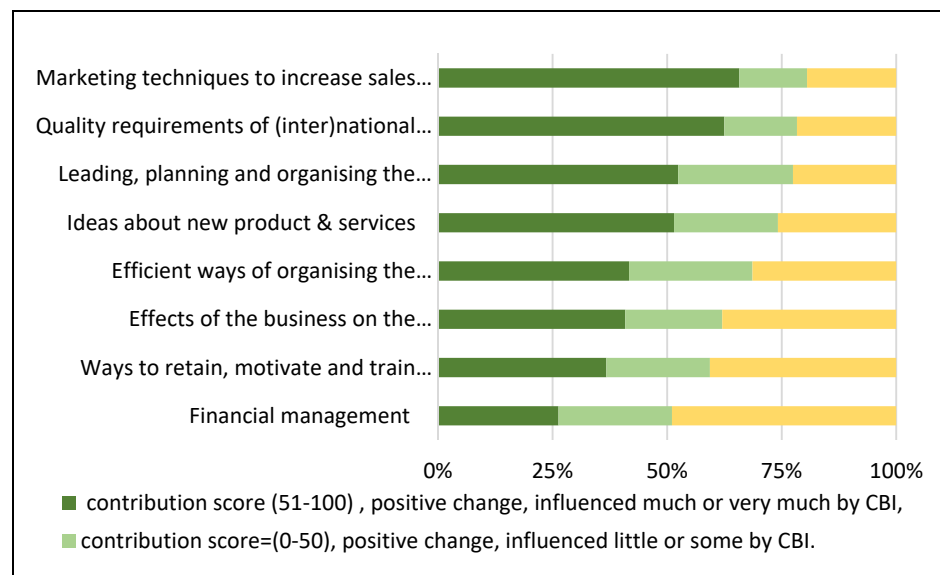 Marketing techniques to increase sales…
Quality requirements of (inter)national…
Leading, planning and organising the…
Ideas about new product & services
Efficient ways of organising the…
Effects of the business on the…
Ways to retain, motivate and train…
Financial management
0% 25% 50% 75% 100%
contribution score (51-100) , positive change, influenced much or very much by CBI,
contribution score=(0-50), positive change, influenced little or some by CBI.